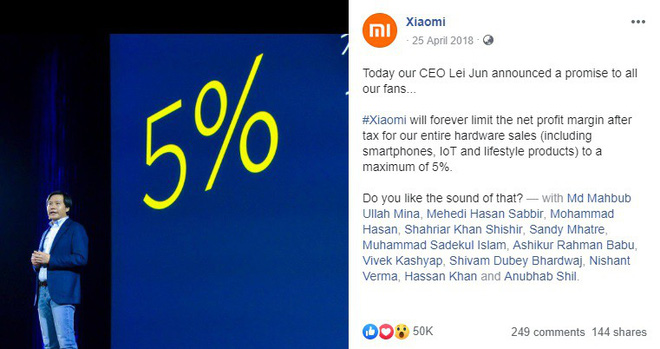 5%
mi
Xiaomi
· 25 April 2018 ·
Today our CEO Lei Jun announced a promise to all
our fans...
#Xiaomi will forever limit the net profit margin after
tax for our entire hardware sales (including
smartphones, IoT and lifestyle products) to a
maximum of 5%.
Do you like the sound of that? — with Md Mahbub
Ullah Mina, Mehedi Hasan Sabbir, Mohammad
Hasan, Shahriar Khan Shishir, Sandy Mhatre,
Muhammad Sadekul Islam, Ashikur Rahman Babu,
Vivek Kashyap, Shivam Dubey Bhardwaj, Nishant
Verma, Hassan Khan and Anubhab Shil.
50K
249 comments 144 shares